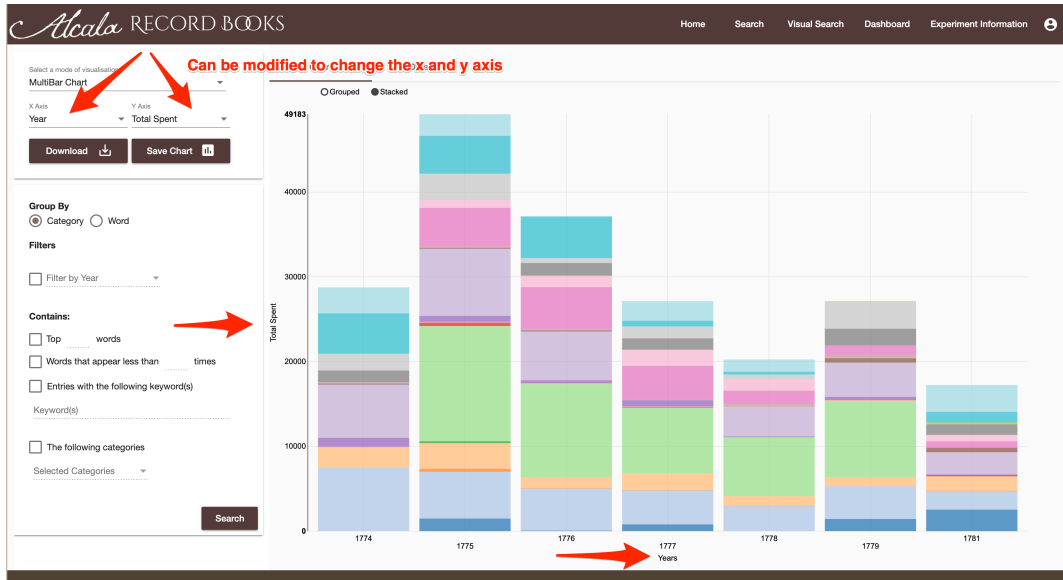 Alcala RECORD BOOKS
Home Search Visual Search Dashboard Experiment Information
Can be modified to change the x and y axis
Select a mode of visualisation
MultiBar Chart
X Axis Y Axis
Year Total Spent
Download Save Chart
Group By
Category Word
Filters
Filter by Year
Contains:
Top words
Words that appear less than times
Entries with the following keyword(s)
Keyword(s)
The following categories
Selected Categories
Search
Grouped Stacked
49183
40000
30000
20000
10000
0
Total Spent
1774 1775 1776 1777 1778 1779 1781
Years